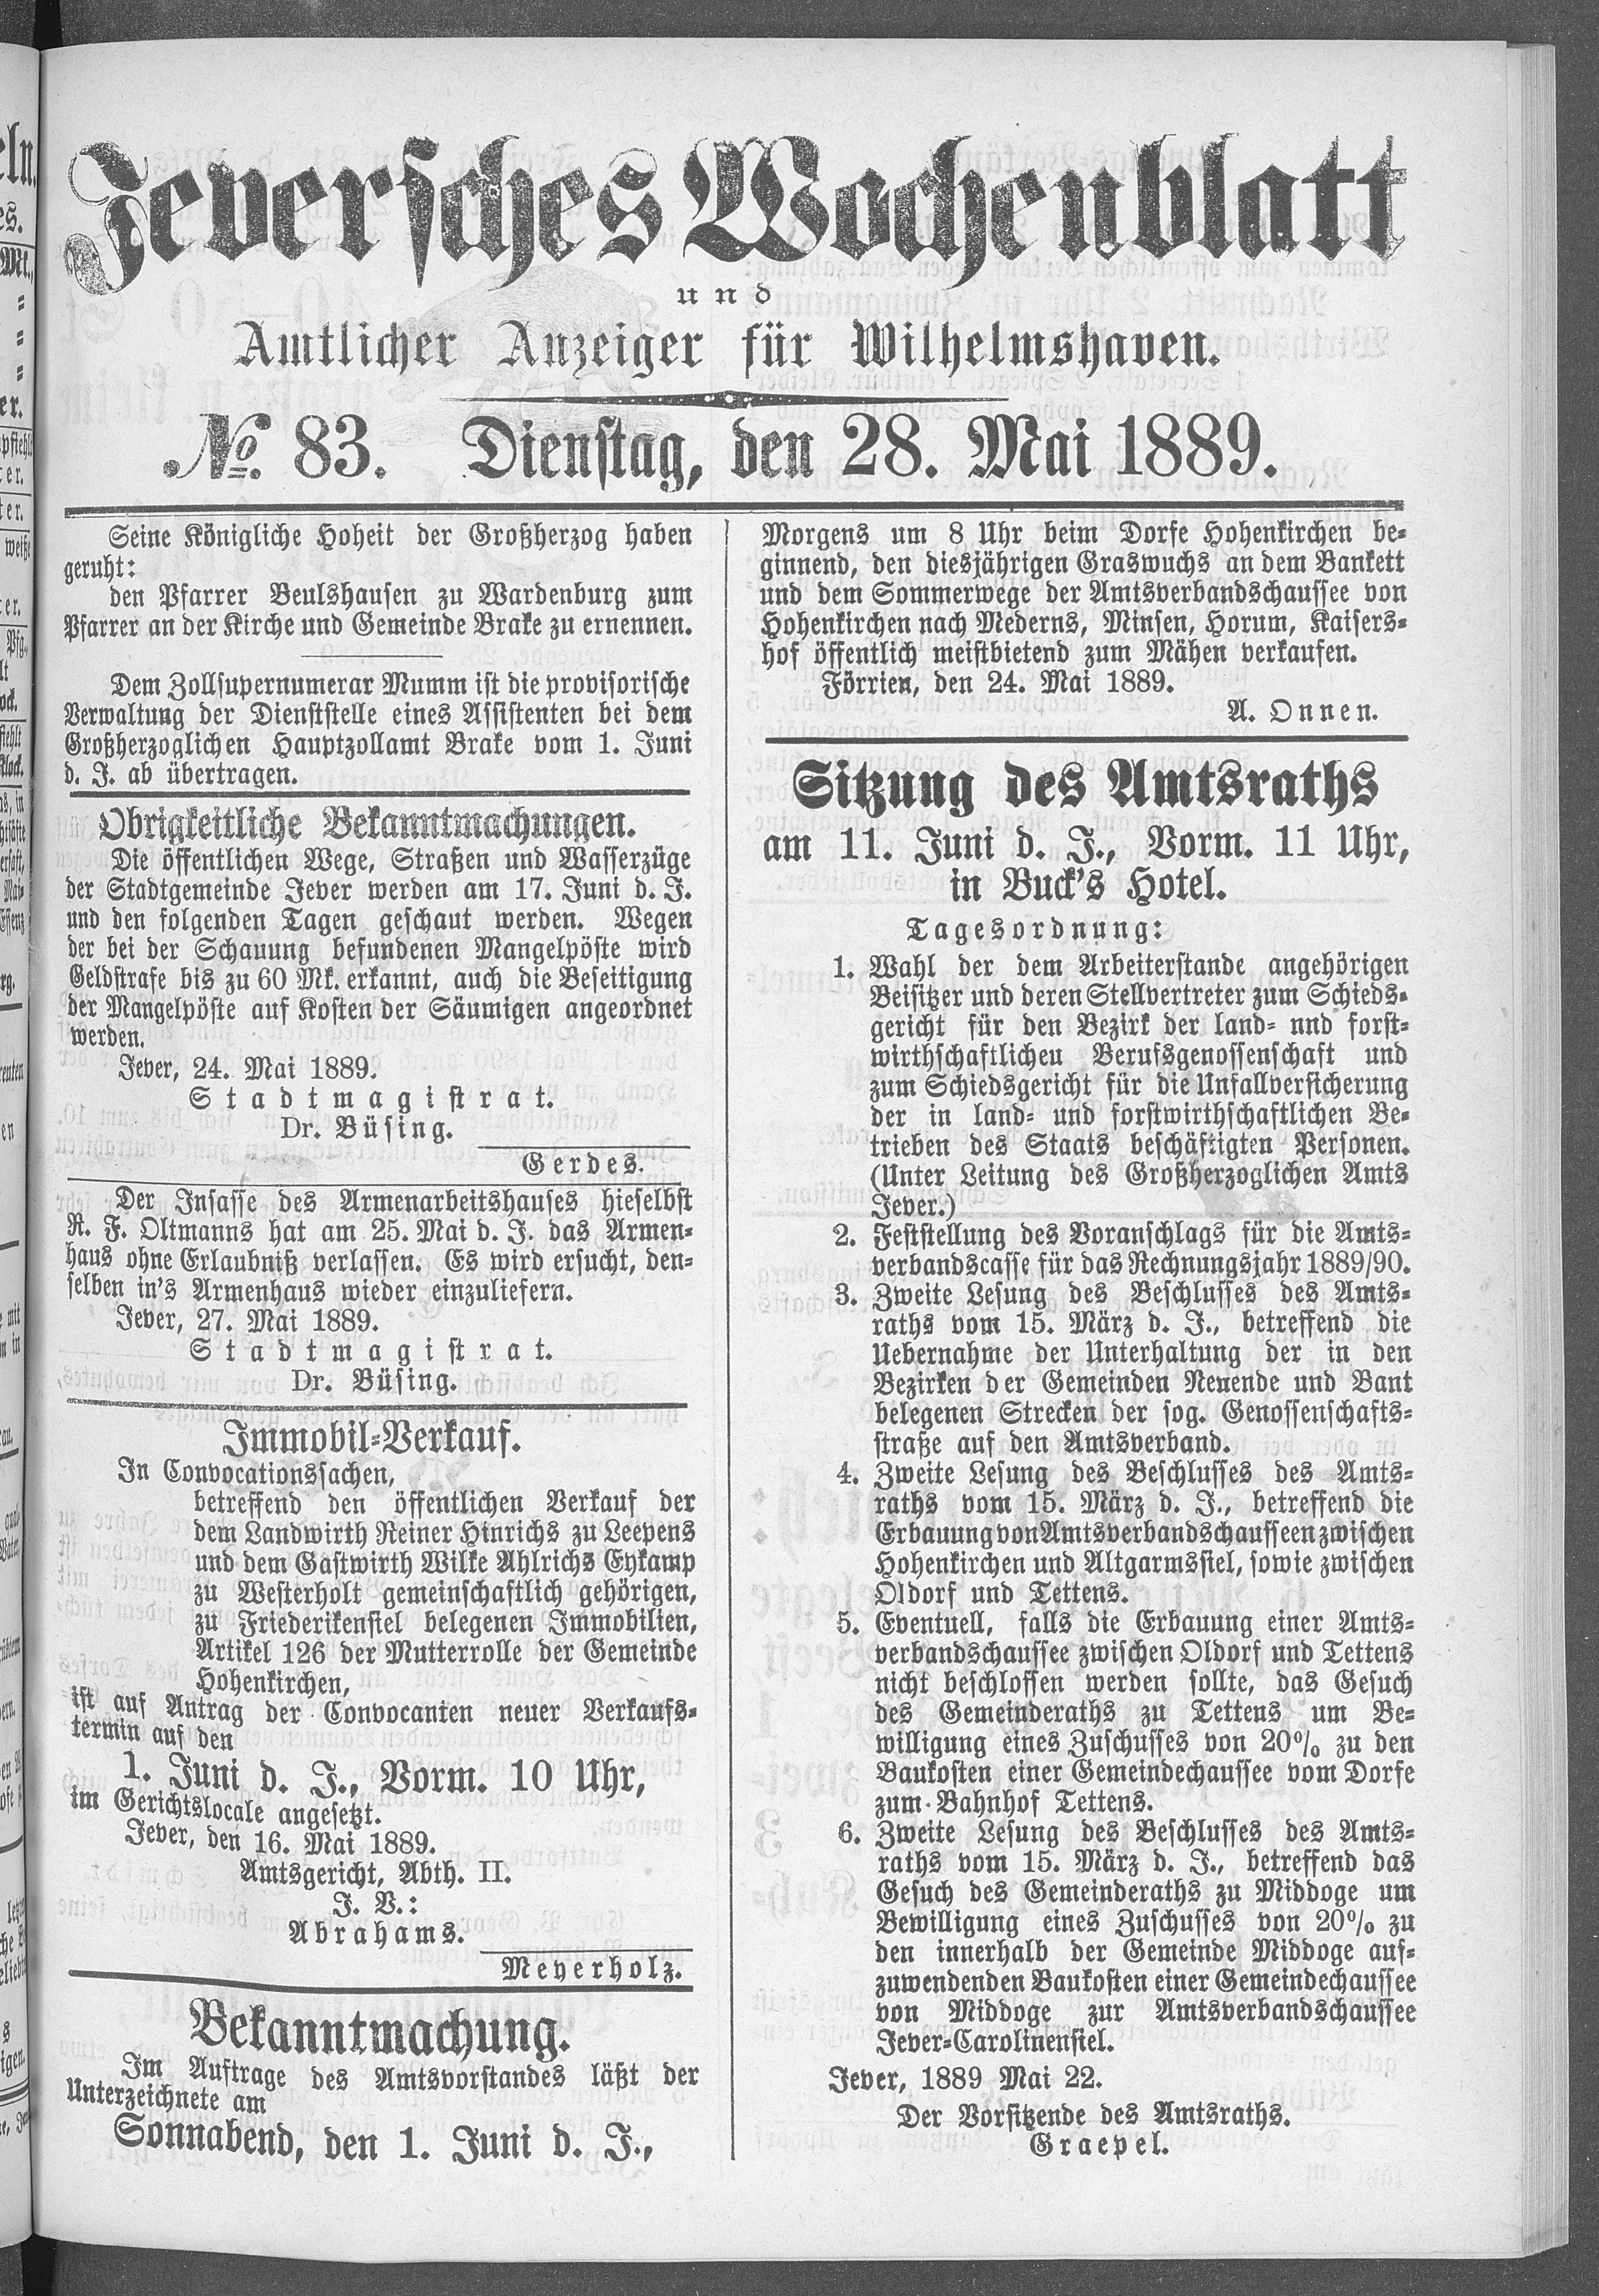 Jeversches Wochenblatt
und
Amtlicher Anzeiger für Wilhelmshaven.
№ 83. Dienstag, den 28. Mai 1889.
Seine Königliche Hoheit der Großherzog haben
geruht:
den Pfarrer Beulshausen zu Wardenburg zum
Pfarrer an der Kirche und Gemeinde Brake zu ernennen.
Dem Zollsupernumerar Mumm ist die provisorische
Verwaltung der Dienststelle eines Assistenten bei dem
Großherzoglichen Hauptzollamt Brake vom 1. Juni
d. J. ab übertragen.
Obrigkeitliche Bekanntmachungen.
Die öffentlichen Wege, Straßen und Wasserzüge
der Stadtgemeinde Jever werden am 17. Juni d. J.
und den folgenden Tagen geschaut werden. Wegen
der bei der Schauung befundenen Mangelpöste wird
Geldstrafe bis zu 60 Mk. erkannt, auch die Beseitigung
der Mangelpöste auf Kosten der Säumigen angeordnet
werden.
Jever, 24. Mai 1889.
Stadtmagistrat.
Dr. Büsing.
Gerdes.
Der Insasse des Armenarbeitshauses hieselbst
R. F. Oltmanns hat am 25. Mai d. J. das Armen-
haus ohne Erlaubniß verlassen. Es wird ersucht, den-
selben in's Armenhaus wieder einzuliefern.
Jever, 27. Mai 1889.
Stadtmagistrat.
Dr. Büsing.
Immobil-Verkauf.
In Convocationssachen,
betreffend den öffentlichen Verkauf der
dem Landwirth Reiner Hinrichs zu Leepens
und dem Gastwirth Wilke Ahlrichs Eykamp
zu Westerholt gemeinschaftlich gehörigen,
zu Friederikensiel belegenen Immobilien,
Artikel 126 der Mutterrolle der Gemeinde
Hohenkirchen,
ist auf Antrag der Convocanten neuer Verkaufs-
termin auf den
1. Juni d. J., Vorm. 10 Uhr,
im Gerichtslocale angesetzt.
Jever, den 16. Mai 1889.
Amtsgericht, Abth. II.
J. V.:
Abrahams.
Meyerholz.
Bekanntmachung.
Im Auftrage des Amtsvorstandes läßt der
Unterzeichnete am
Sonnabend, den 1. Juni d. J.,
Morgens um 8 Uhr beim Dorfe Hohenkirchen be-
ginnend, den diesjährigen Graswuchs an dem Bankett
und dem Sommerwege der Amtsverbandschaussee von
Hohenkirchen nach Mederns, Minsen, Horum, Kaisers-
hof öffentlich meistbietend zum Mähen verkaufen.
Förrien, den 24. Mai 1889.
A. Onnen.
Sitzung des Amtsraths
am 11. Juni d. J., Vorm. 11 Uhr,
in Buck's Hotel.
Tagesordnung:
1. Wahl der dem Arbeiterstande angehörigen
Beisitzer und deren Stellvertreter zum Schieds-
gericht für den Bezirk der land- nnd forst-
wirthschaftlichen Berufsgenossenschaft und
zum Schiedsgericht für die Unfallversicherung
der in land- und forstwirthschaftlichen Be-
trieben des Staats beschäftigten Personen.
(Unter Leitung des Großherzoglichen Amts
Jever.)
2. Feststellung des Voranschlags für die Amts-
verbandscasse für das Rechnungsjahr 1889/90.
3. Zweite Lesung des Beschlusses des Amts-
raths vom 15. März d. J., betreffend die
Uebernahme der Unterhaltung der in den
Bezirken der Gemeinden Neuende und Bant
belegenen Strecken der sog. Genossenschafts-
straße auf den Amtsverband.
4. Zweite Lesung des Beschlusses des Amts-
raths vom 15. März d. J., betreffend die
Erbauung von Amtsverbandschausseen zwischen
Hohenkirchen und Altgarmssiel, sowie zwischen
Oldorf und Tettens.
5. Eventuell, falls die Erbauung einer Amts-
verbandschaussee zwischen Oldorf und Tettens
nicht beschlossen werden sollte, das Gesuch
des Gemeinderaths zu Tettens um Be-
willigung eines Zuschusses von 20% zu den
Baukosten einer Gemeindechaussee vom Dorfe
zum Bahnhof Tettens.
6. Zweite Lesung des Beschlusses des Amts-
raths vom 15. März d. J., betreffend das
Gesuch des Gemeinderaths zu Middoge um
Bewilligung eines Zuschusses von 20% zu
den innerhalb der Gemeinde Middoge auf-
zuwendenden Baukosten einer Gemeindechaussee
von Middoge zur Amtsverbandschaussee
Jever-Carolinensiel.
Jever, 1889 Mai 22.
Der Vorsitzende des Amtsraths.
Graepel.